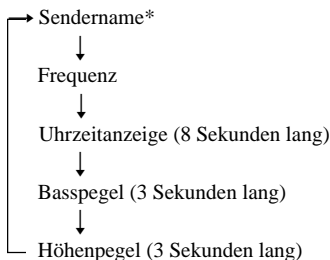 Sendername*
Frequenz
Uhrzeitanzeige (8 Sekunden lang)
Basspegel (3 Sekunden lang)
Höhenpegel (3 Sekunden lang)